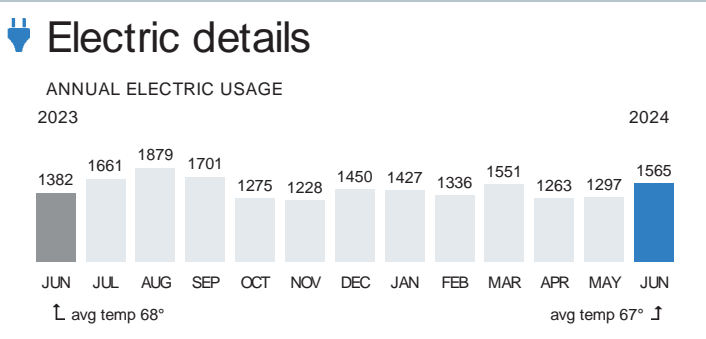 Electric details
ANNUAL ELECTRIC USAGE
2023 2024
1382 1661 1879 1701 1275 1228 1450 1427 1336 1551 1263 1297 1565
JUN JUL AUG SEP OCT NOV DEC JAN FEB MAR APR MAY JUN
avg temp 68° avg temp 67°